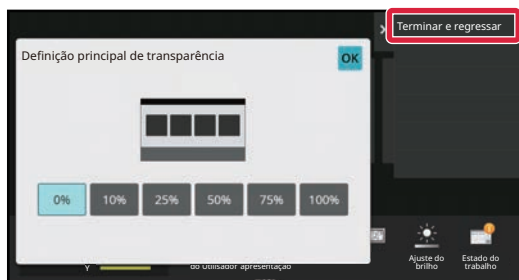 Terminar e regressar
Definição principal de transparência
OK
0% 10% 25% 50% 75% 100%
Ajuste do
brilho
Estado do
trabalho
Y
do Utilisador apresentação